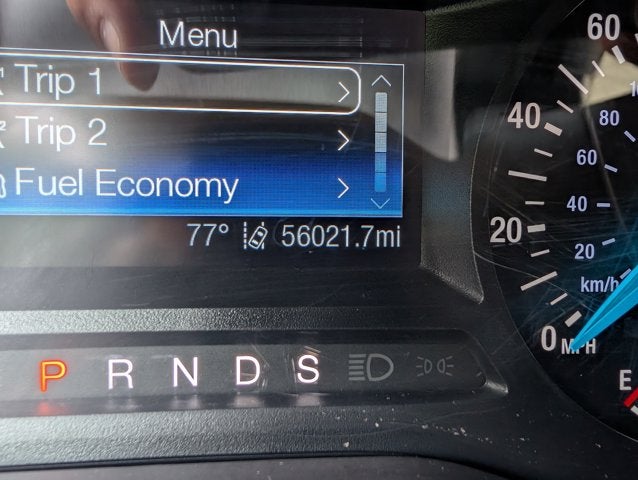 Menu
Trip 1
Trip 2
Fuel Economy
77° 56021.7mi
P R N D S
60
40
20
0
MPH
80
60
40
20
km/h
E